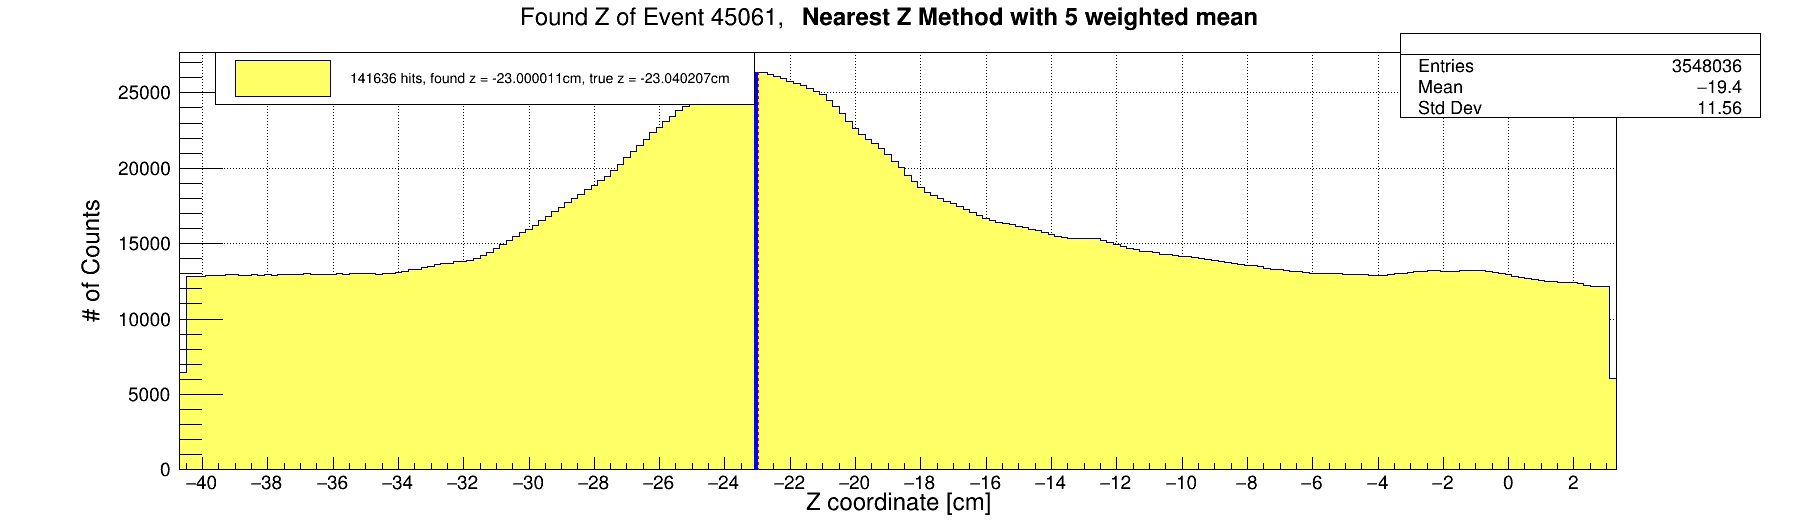 Found Z of Event 45061, Nearest Z Method with 5 weighted mean
141636 hits, found z = -23.000011cm, true z = -23.040207cm
Entries 3548036
Mean −19.4
Std Dev 11.56
# of Counts
25000
20000
15000
10000
5000
0
−40 −38 −36 −34 −32 −30 −28 −26 −24 −22 −20 −18 −16 −14 −12 −10 −8 −6 −4 −2 0 2
Z coordinate [cm]